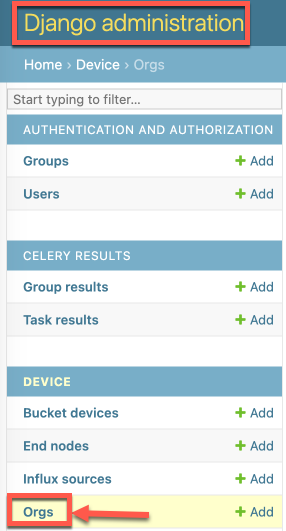 Django administration
Home › Device › Orgs
Start typing to filter...
AUTHENTICATION AND AUTHORIZATION
Groups + Add
Users + Add
CELERY RESULTS
Group results + Add
Task results + Add
DEVICE
Bucket devices + Add
End nodes + Add
Influx sources + Add
Orgs + Add